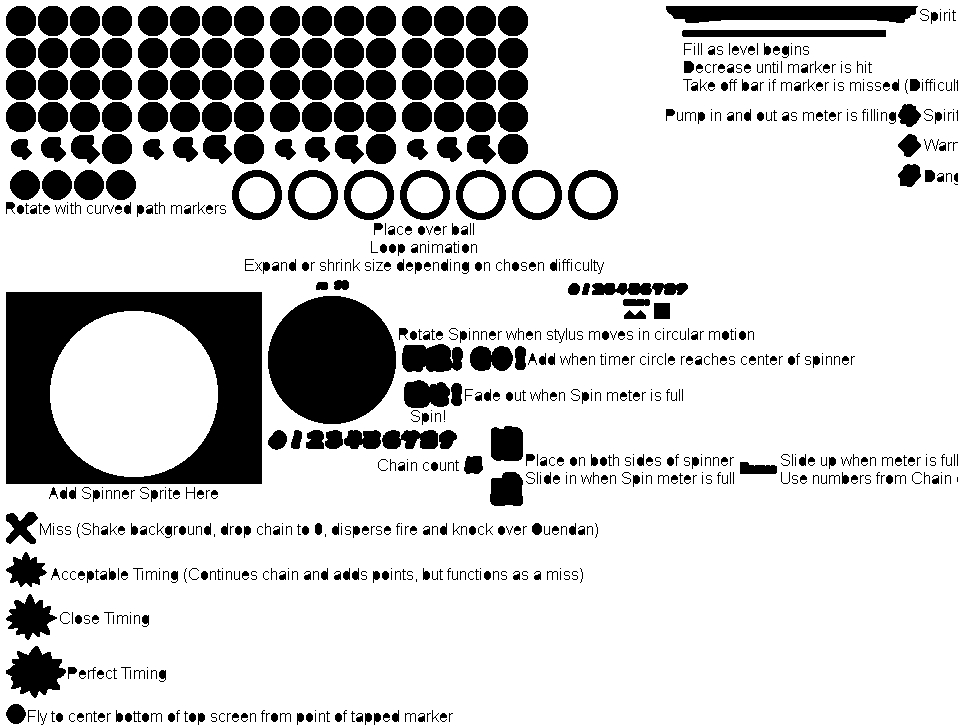 Spirit
Fill as level begins
Decrease until marker is hit
Take off bar if marker is missed
Pump in and out as meter is filling
Rotate with curved path markers
Place over ball
Loop animation
Expand or shrink size depending on chosen difficulty
0123456789
Rotate Spinner when stylus moves in circular motion
GO! Add when timer circle reaches center of spinner
Fade out when Spin meter is full
Spin!
0123456789
Chain count
Place on both sides of spinner
Slide in when Spin meter is full
Slide up when meter is full
Use numbers from Chain
Add Spinner Sprite Here
Miss (Shake background, drop chain to 0, disperse fire and knock over Ouendan)
Acceptable Timing (Continues chain and adds points, but functions as a miss)
Close Timing
Perfect Timing
Fly to center bottom of top screen from point of tapped marker